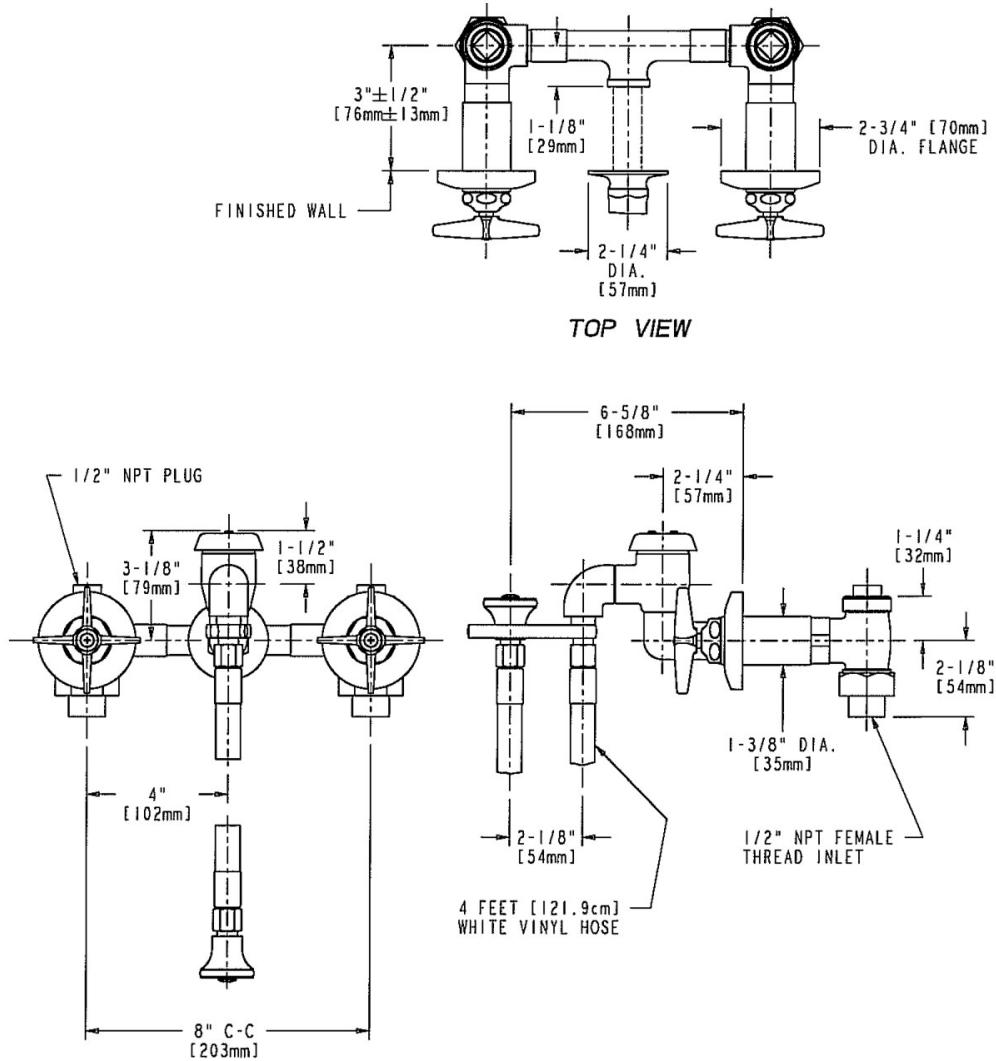 3"±1/2"
[76mm±13mm]
1-1/8"
[29mm]
2-3/4" [70mm]
DIA. FLANGE
FINISHED WALL
2-1/4"
DIA.
[57mm]
TOP VIEW
6-5/8"
[168mm]
1/2" NPT PLUG
2-1/4"
[57mm]
3-1/8"
[79mm]
1-1/2"
[38mm]
1-1/4"
[32mm]
2-1/8"
[54mm]
1-3/8" DIA.
[35mm]
4"
[102mm]
2-1/8"
[54mm]
1/2" NPT FEMALE
THREAD INLET
4 FEET [121.9cm]
WHITE VINYL HOSE
8" C-C
[203mm]